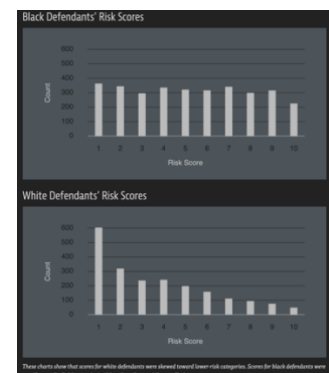 Black Defendants' Risk Scores
600
500
400
300
200
100
0
Count
1 2 3 4 5 6 7 8 9 10
Risk Score
White Defendants' Risk Scores
600
500
400
300
200
100
0
Count
1 2 3 4 5 6 7 8 9 10
Risk Score
These charts show that scores for white defendants were skewed toward lower-risk categories. Scores for black defendants were